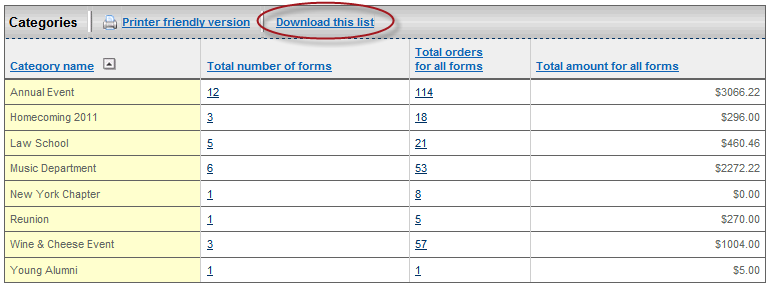 Categories Printer friendly version Download this list
Category name Total number of forms Total orders for all forms Total amount for all forms
Annual Event 12 114 $3066.22
Homecoming 2011 3 18 $296.00
Law School 5 21 $460.46
Music Department 6 53 $2272.22
New York Chapter 1 8 $0.00
Reunion 1 5 $270.00
Wine & Cheese Event 3 57 $1004.00
Young Alumni 1 1 $5.00